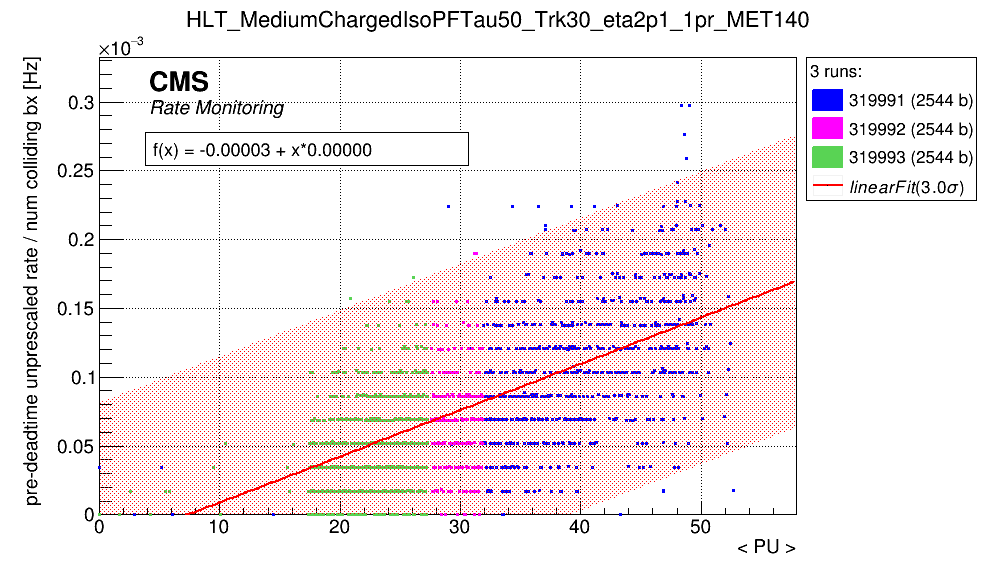 HLT_MediumChargedIsoPFTau50_Trk30_eta2p1_1pr_MET140
×10⁻³
pre-deadtime unprescaled rate / num colliding bx [Hz]
CMS
Rate Monitoring
f(x) = -0.00003 + x*0.00000
3 runs:
319991 (2544 b)
319992 (2544 b)
319993 (2544 b)
linearFit(3.0σ)
0.3
0.25
0.2
0.15
0.1
0.05
0
0 10 20 30 40 50
< PU >